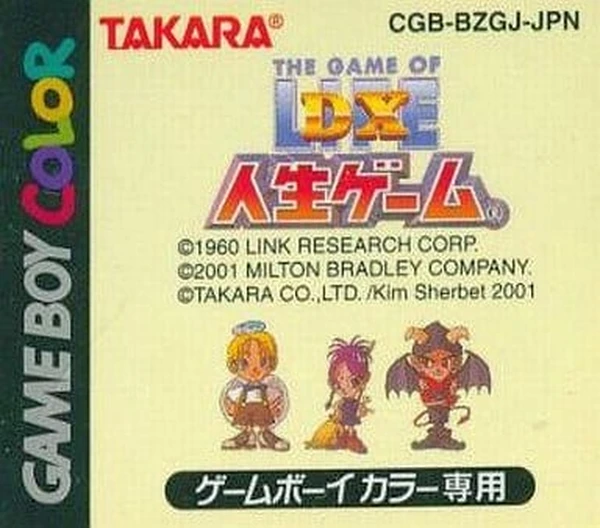 GAME BOY COLOR
TAKARA®
CGB-BZGJ-JPN
THE GAME OF
LIFE
DX
人生ゲーム®
©1960 LINK RESEARCH CORP.
©2001 MILTON BRADLEY COMPANY.
©TAKARA CO.,LTD. /Kim Sherbet 2001
ゲームボーイカラー専用